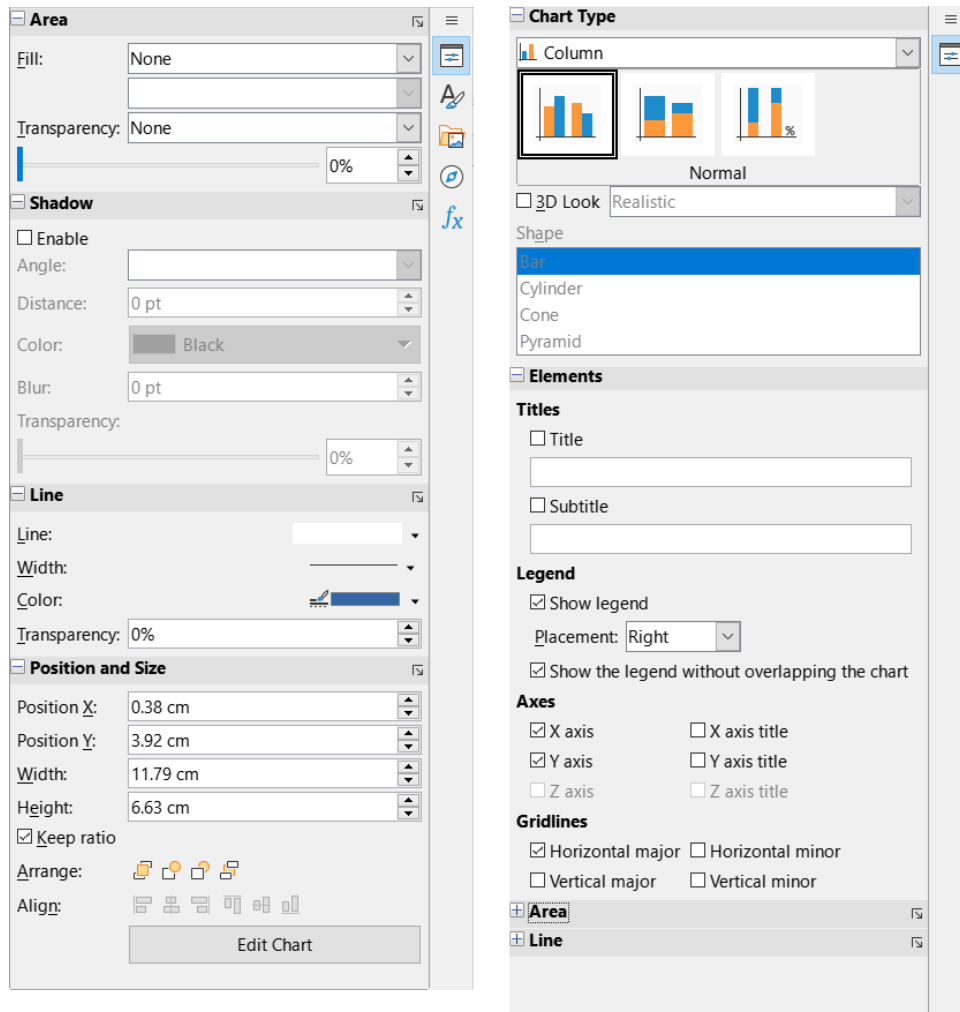 Area
Fill: None
Transparency: None
0%
Shadow
Enable
Angle:
Distance: 0 pt
Color: Black
Blur: 0 pt
Transparency:
0%
Line
Line:
Width:
Color:
Transparency: 0%
Position and Size
Position X: 0.38 cm
Position Y: 3.92 cm
Width: 11.79 cm
Height: 6.63 cm
Keep ratio
Arrange:
Align:
Edit Chart
fx
Chart Type
Column
%
Normal
3D Look Realistic
Shape
Bar
Cylinder
Cone
Pyramid
Elements
Titles
Title
Subtitle
Legend
Show legend
Placement: Right
Show the legend without overlapping the chart
Axes
X axis X axis title
Y axis Y axis title
Z axis Z axis title
Gridlines
Horizontal major Horizontal minor
Vertical major Vertical minor
Area
Line